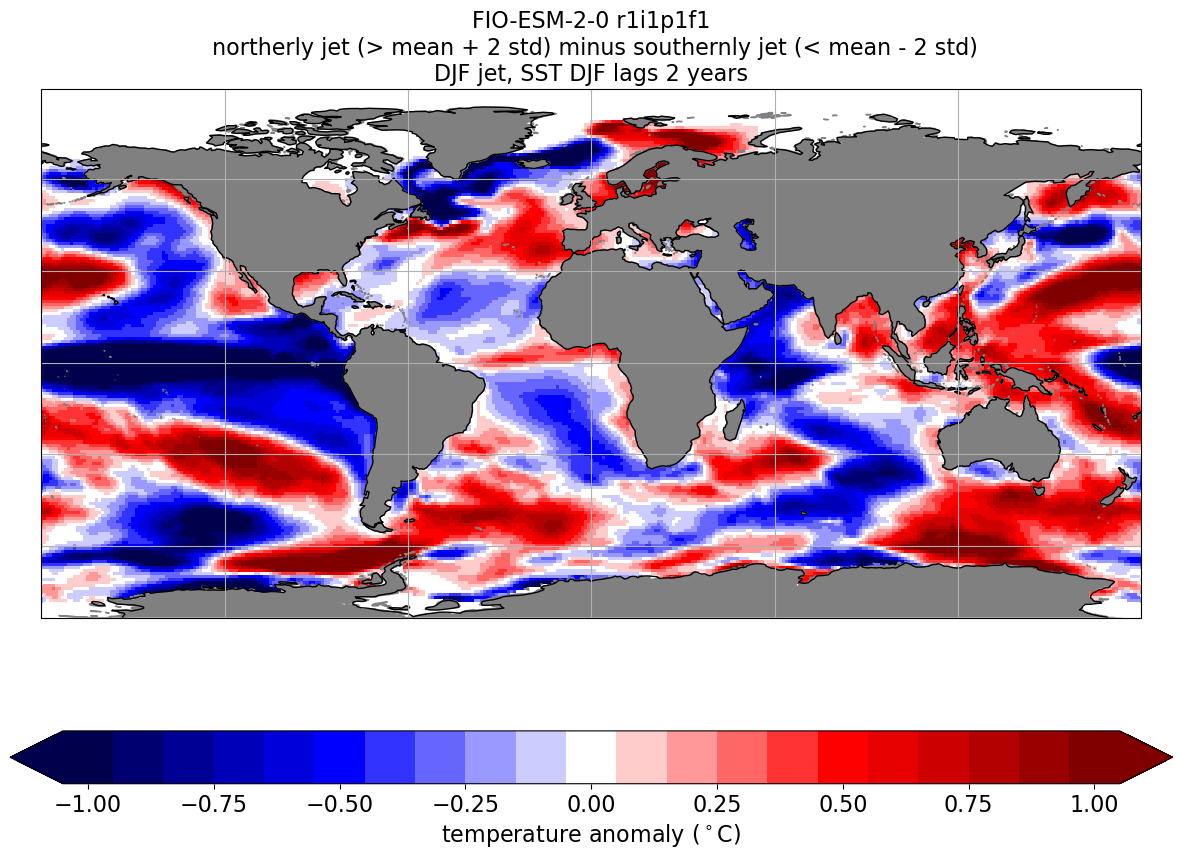 FIO-ESM-2-0 r1i1p1f1
northerly jet (> mean + 2 std) minus southernly jet (< mean - 2 std)
DJF jet, SST DJF lags 2 years
−1.00 −0.75 −0.50 −0.25 0.00 0.25 0.50 0.75 1.00
temperature anomaly (°C)